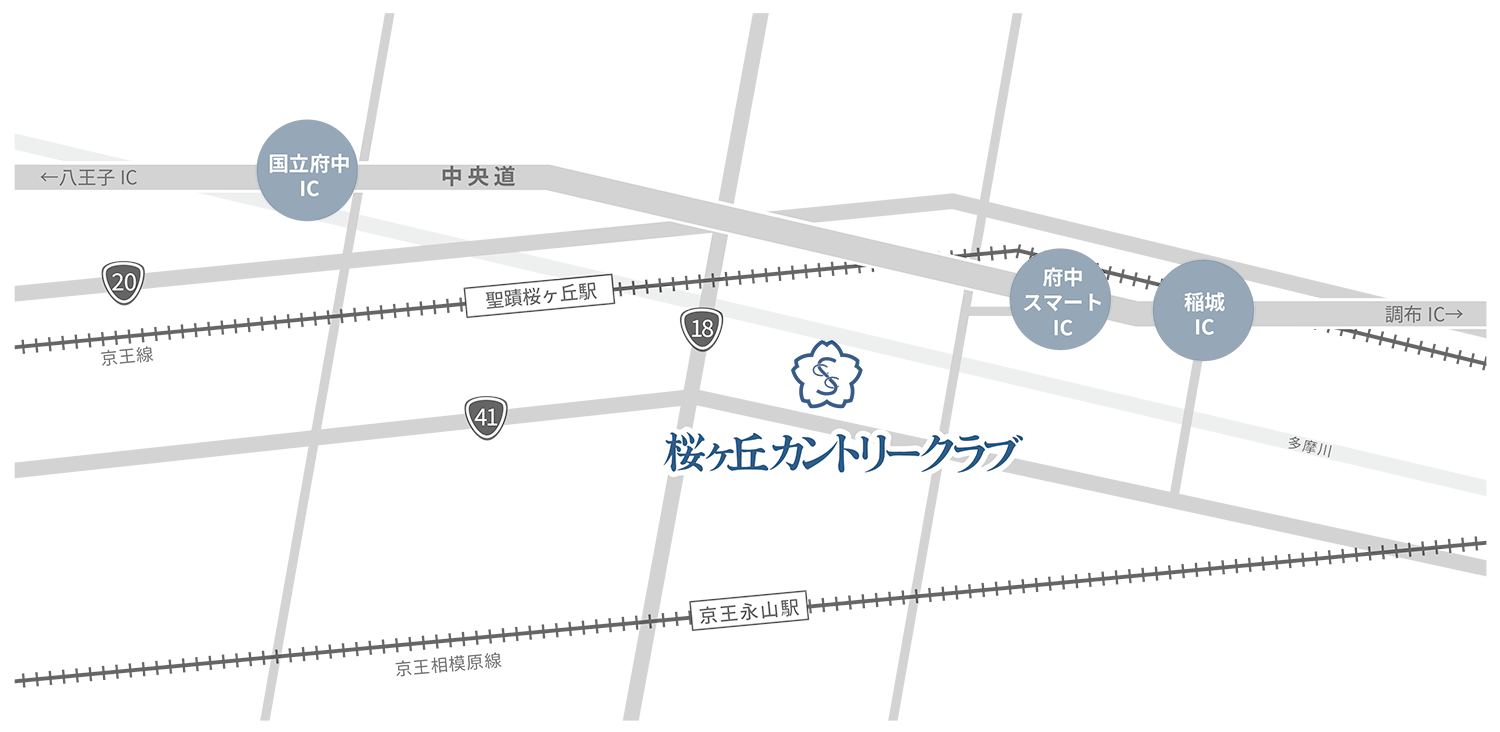 ←八王子 IC
国立府中
IC
中央道
20
聖蹟桜ヶ丘駅
京王線
府中
スマート
IC
稲城
IC
調布 IC→
18
41
桜ヶ丘カントリークラブ
多摩川
京王永山駅
京王相模原線